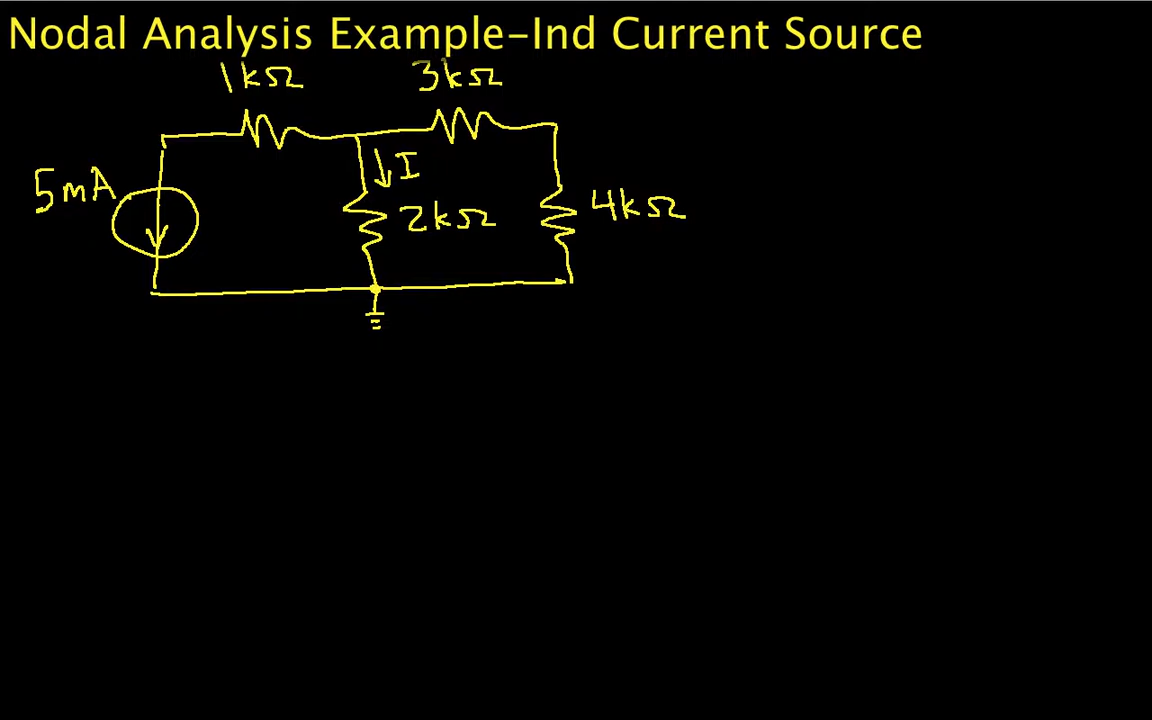 Nodal Analysis Example-Ind Current Source
1kΩ 3kΩ
5mA I
2kΩ 4kΩ